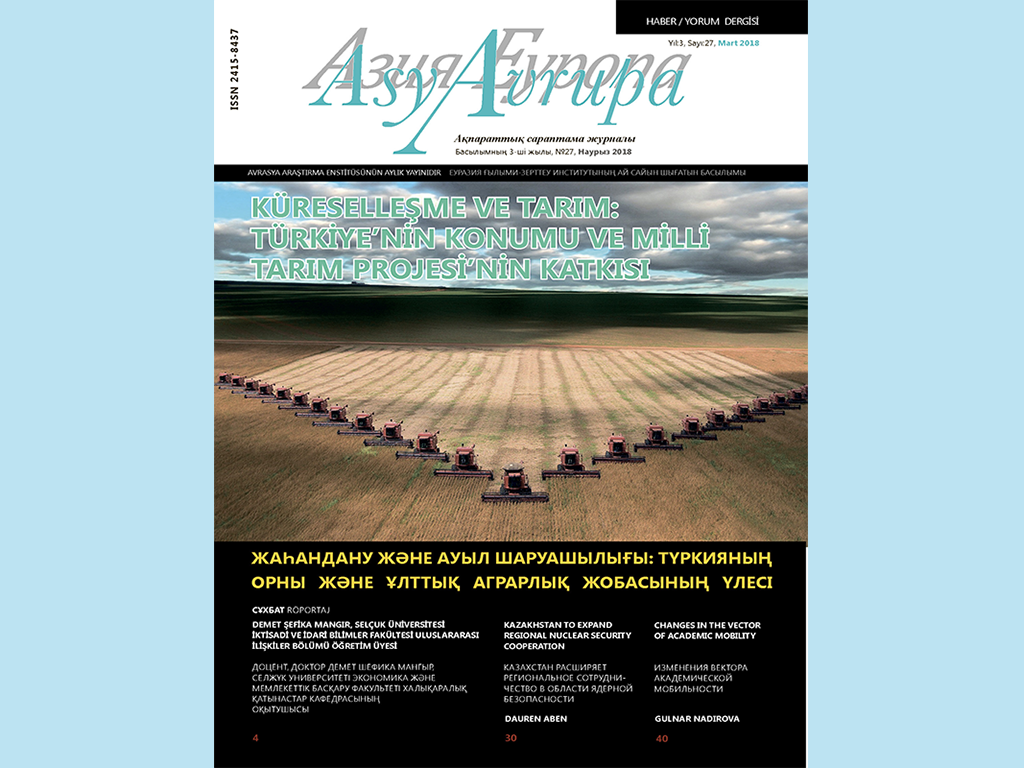 HABER / YORUM DERGİSİ
Yıl:3, Sayı:27, Mart 2018
ISSN 2415-8437
Азия Еуропа
AsyAvrupa
Ақпараттық сараптама журналы
Басылымның 3-ші жылы, №27, Наурыз 2018
AVRASYA ARAŞTIRMA ENSTİTÜSÜNÜN AYLIK YAYINIDIR ЕУРАЗИЯ ҒЫЛЫМИ-ЗЕРТТЕУ ИНСТИТУТЫНЫҢ АЙ САЙЫН ШЫҒАТЫН БАСЫЛЫМЫ
KÜRESELLEŞME VE TARIM:
TÜRKİYE'NİN KONUMU VE MİLLİ
TARIM PROJESİ'NİN KATKISI
ЖАҺАНДАНУ ЖӘНЕ АУЫЛ ШАРУАШЫЛЫҒЫ: ТҮРКИЯНЫҢ
ОРНЫ ЖӘНЕ ҰЛТТЫҚ АГРАРЛЫҚ ЖОБАСЫНЫҢ ҮЛЕСІ
СҰХБАТ RÖPORTAJ
DEMET ŞEFİKA MANGIR, SELÇUK ÜNİVERSİTESİ
İKTİSADİ VE İDARİ BİLİMLER FAKÜLTESİ ULUSLARARASI
İLİŞKİLER BÖLÜMÜ ÖĞRETİM ÜYESİ
ДОЦЕНТ, ДОКТОР ДЕМЕТ ШЕФИКА МАНГЫР,
СЕЛЖУК УНИВЕРСИТЕТІ ЭКОНОМИКА ЖӘНЕ
МЕМЛЕКЕТТІК БАСҚАРУ ФАКУЛЬТЕТІ ХАЛЫҚАРАЛЫҚ
ҚАТЫНАСТАР КАФЕДРАСЫНЫҢ
ОҚЫТУШЫСЫ
4
KAZAKHSTAN TO EXPAND
REGIONAL NUCLEAR SECURITY
COOPERATION
КАЗАХСТАН РАСШИРЯЕТ
РЕГИОНАЛЬНОЕ СОТРУДНИ-
ЧЕСТВО В ОБЛАСТИ ЯДЕРНОЙ
БЕЗОПАСНОСТИ
DAUREN ABEN
30
CHANGES IN THE VECTOR
OF ACADEMIC MOBILITY
ИЗМЕНЕНИЯ ВЕКТОРА
АКАДЕМИЧЕСКОЙ
МОБИЛЬНОСТИ
GULNAR NADIROVA
40